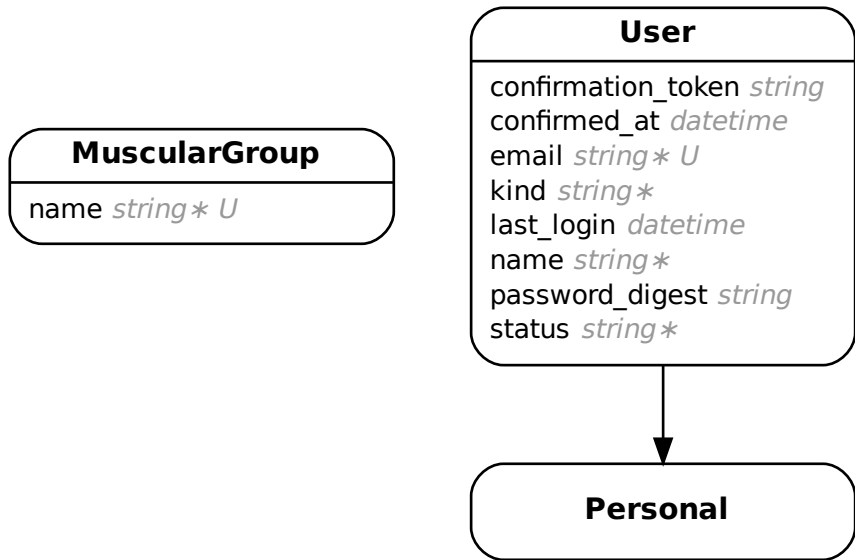 MuscularGroup
name string∗ U
User
confirmation_token string
confirmed_at datetime
email string∗ U
kind string∗
last_login datetime
name string∗
password_digest string
status string∗
Personal